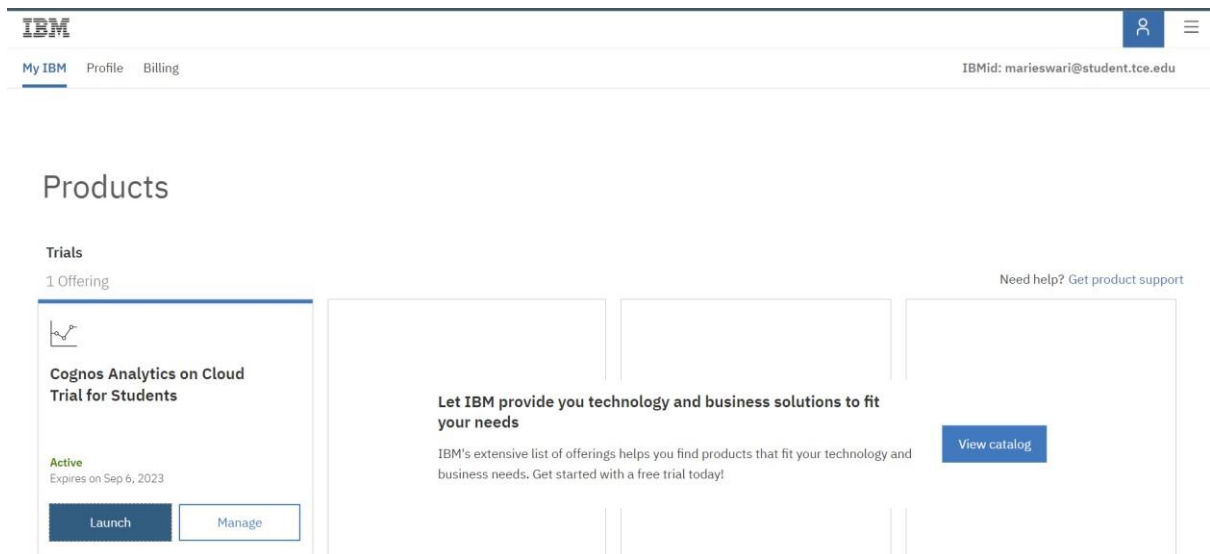 IBM
My IBM Profile Billing
IBMid: marieswari@student.tce.edu
Products
Trials
1 Offering
Need help? Get product support
Cognos Analytics on Cloud
Trial for Students
Active
Expires on Sep 6, 2023
Launch Manage
Let IBM provide you technology and business solutions to fit
your needs
IBM's extensive list of offerings helps you find products that fit your technology and
business needs. Get started with a free trial today!
View catalog